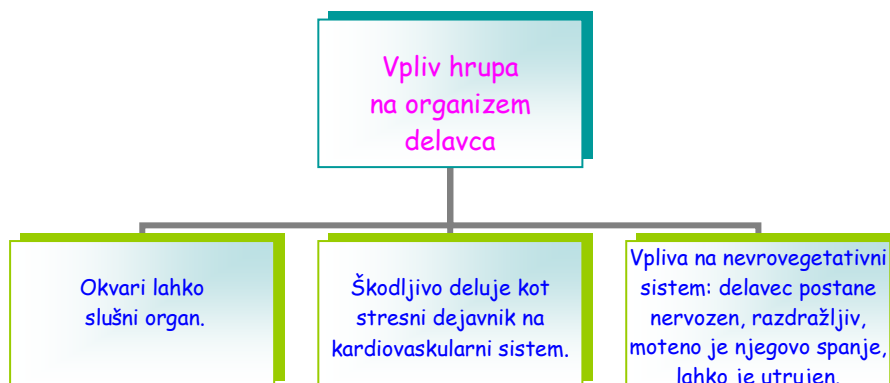 Vpliv hrupa
na organizem
delavca
Okvari lahko
slušni organ.
Škodljivo deluje kot
stresni dejavnik na
kardiovaskularni sistem.
Vpliva na nevrovegetativni
sistem: delavec postane
nervozen, razdražljiv,
moteno je njegovo spanje,
lahko je utrujen.